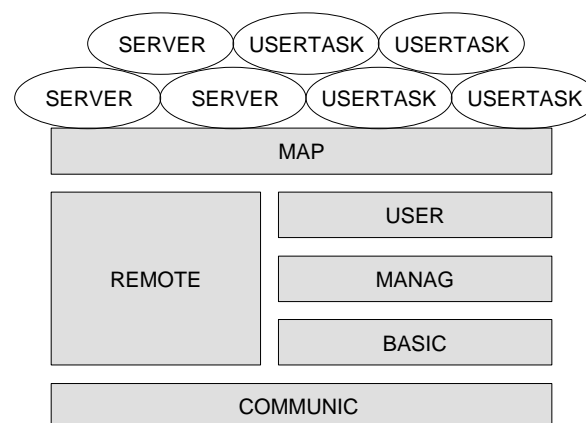 SERVER USERTASK USERTASK
SERVER SERVER USERTASK USERTASK
MAP
USER
REMOTE MANAG
BASIC
COMMUNIC